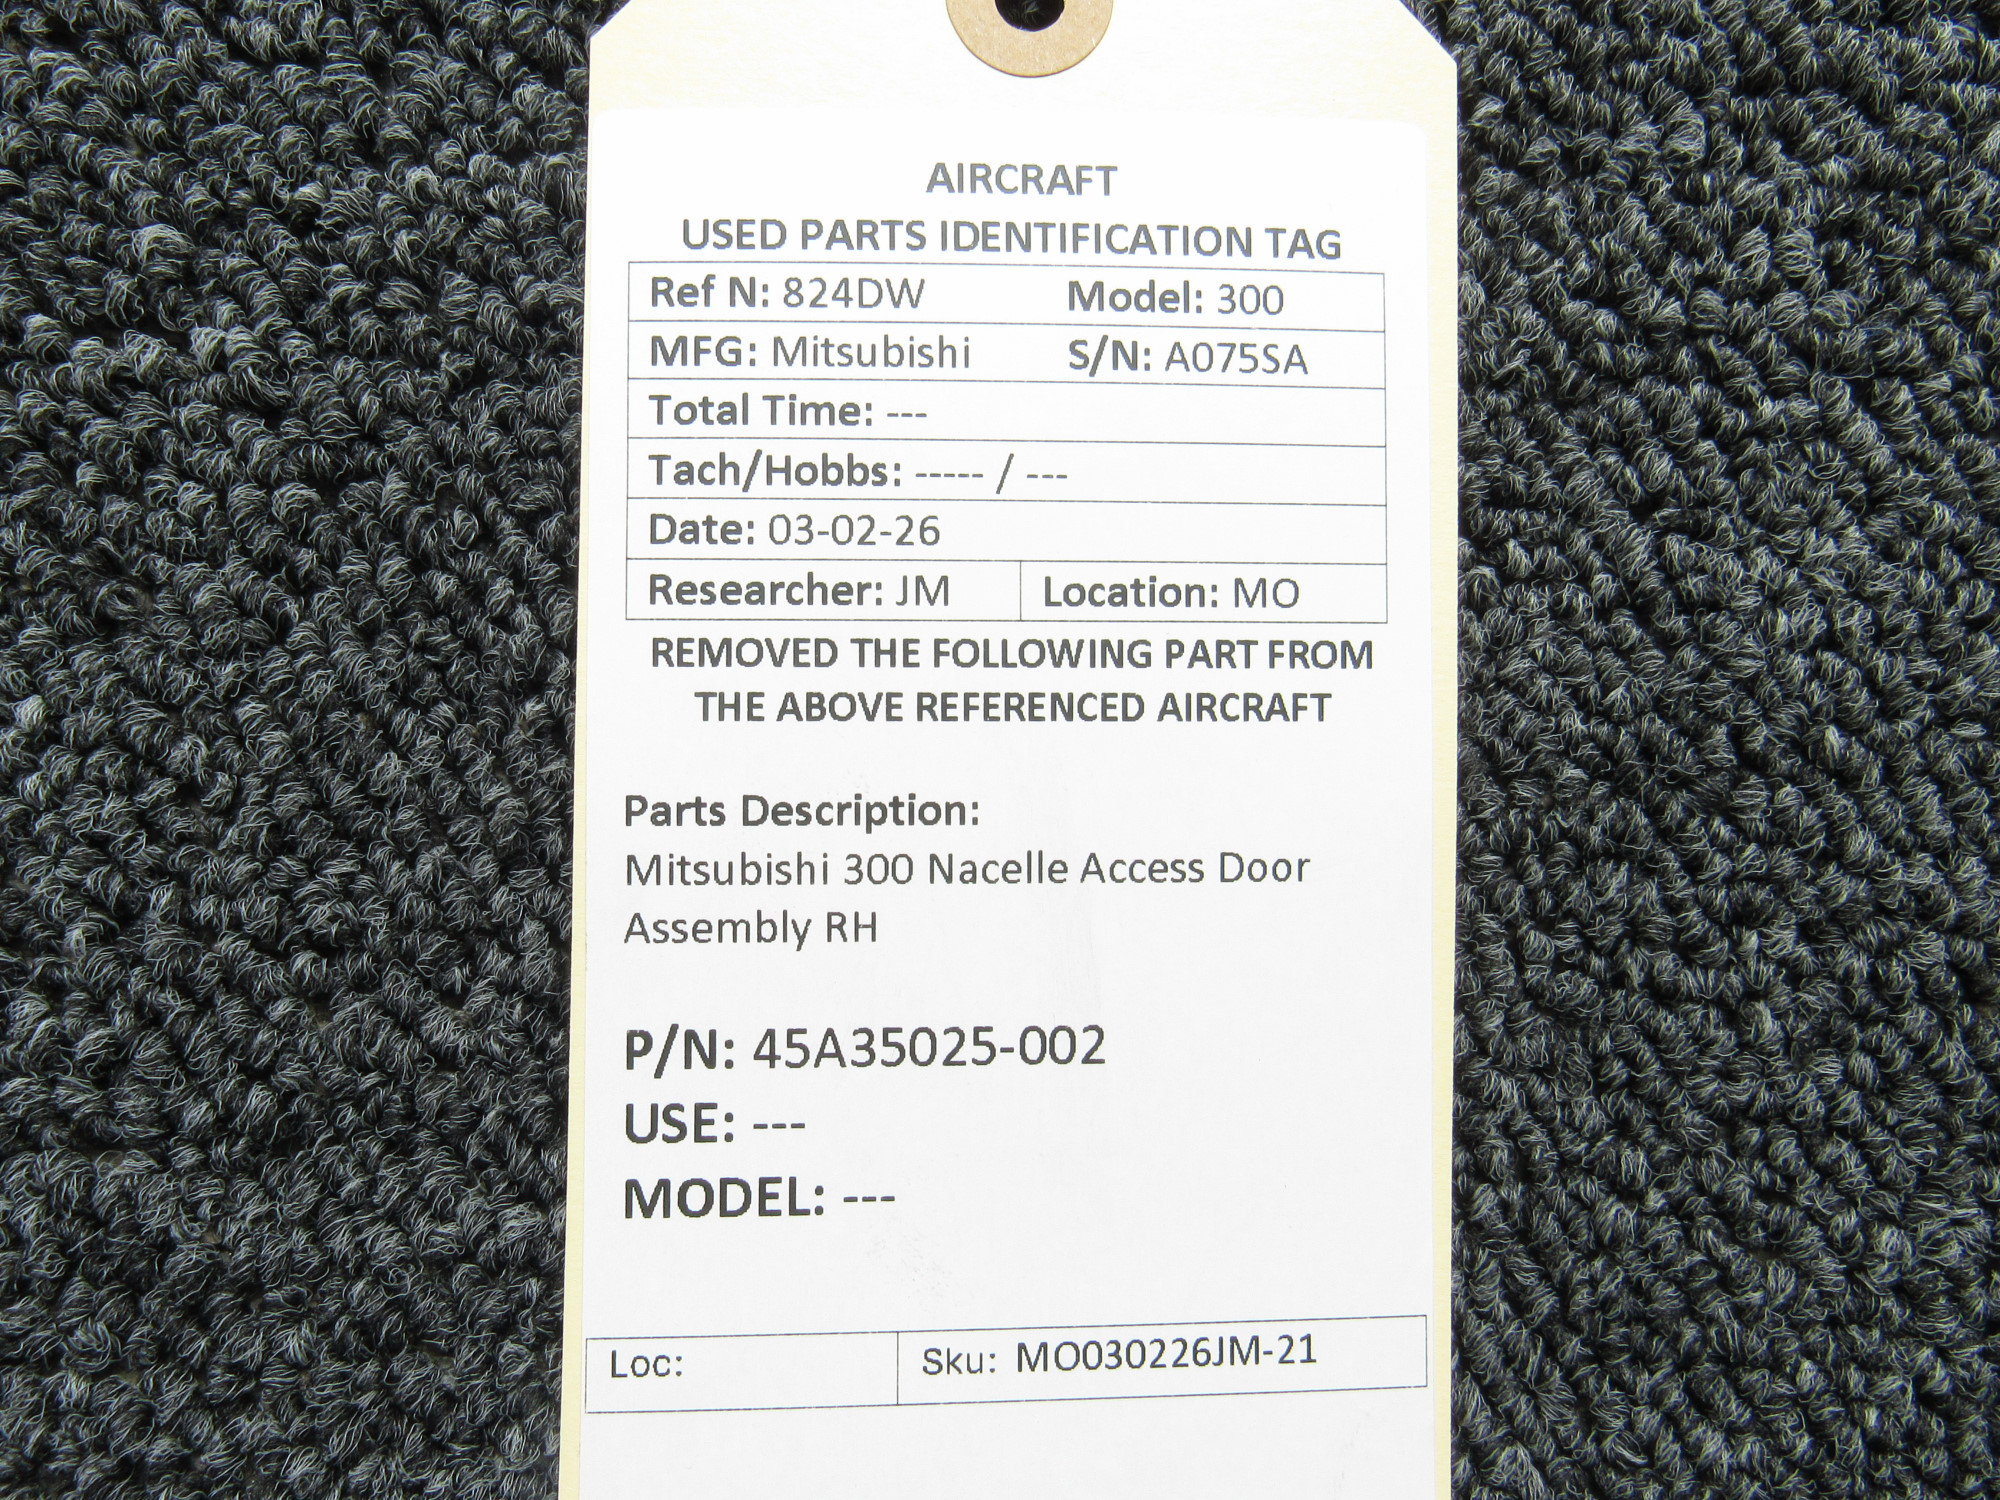 AIRCRAFT
USED PARTS IDENTIFICATION TAG
Ref N: 824DW Model: 300
MFG: Mitsubishi S/N: A075SA
Total Time: ---
Tach/Hobbs: ----- / ---
Date: 03-02-26
Researcher: JM Location: MO
REMOVED THE FOLLOWING PART FROM
THE ABOVE REFERENCED AIRCRAFT
Parts Description:
Mitsubishi 300 Nacelle Access Door
Assembly RH
P/N: 45A35025-002
USE: ---
MODEL: ---
Loc: Sku: MO030226JM-21